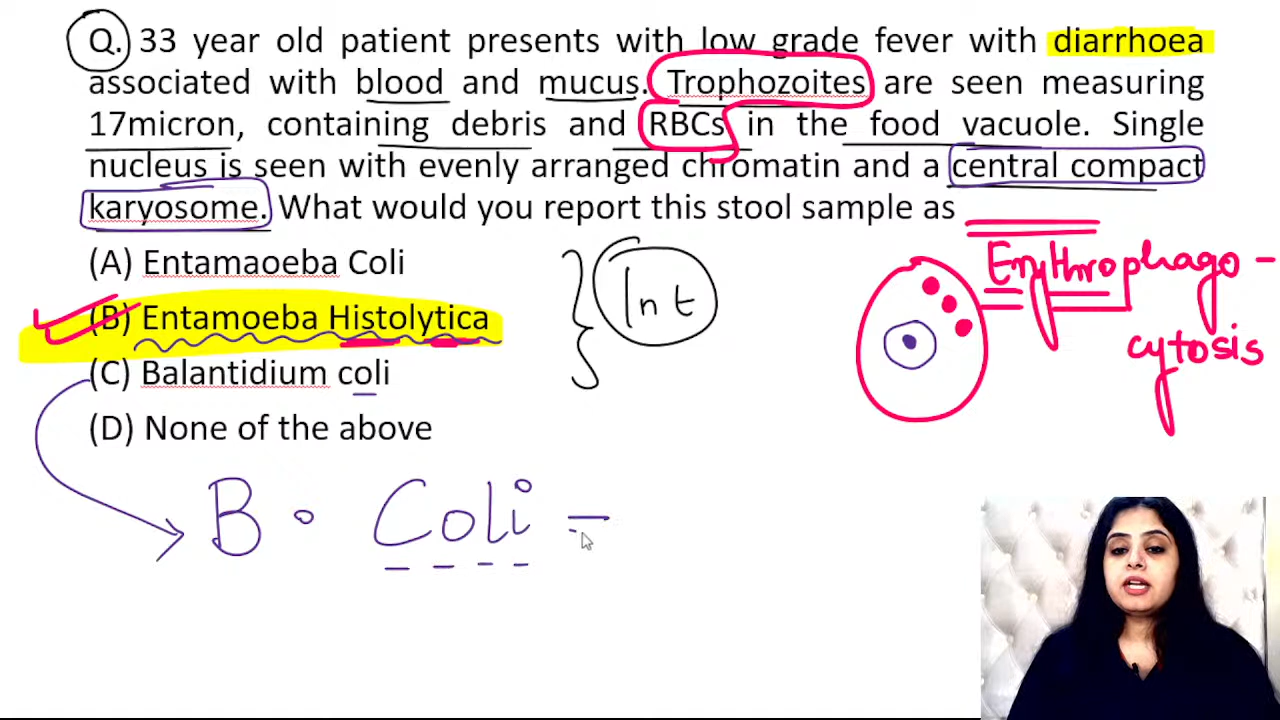 Q. 33 year old patient presents with low grade fever with diarrhoea
associated with blood and mucus. Trophozoites are seen measuring
17micron, containing debris and RBCs in the food vacuole. Single
nucleus is seen with evenly arranged chromatin and a central compact
karyosome. What would you report this stool sample as
(A) Entamaoeba Coli
(B) Entamoeba Histolytica
(C) Balantidium coli
(D) None of the above
Int
Erythrophago-
cytosis
B. Coli -